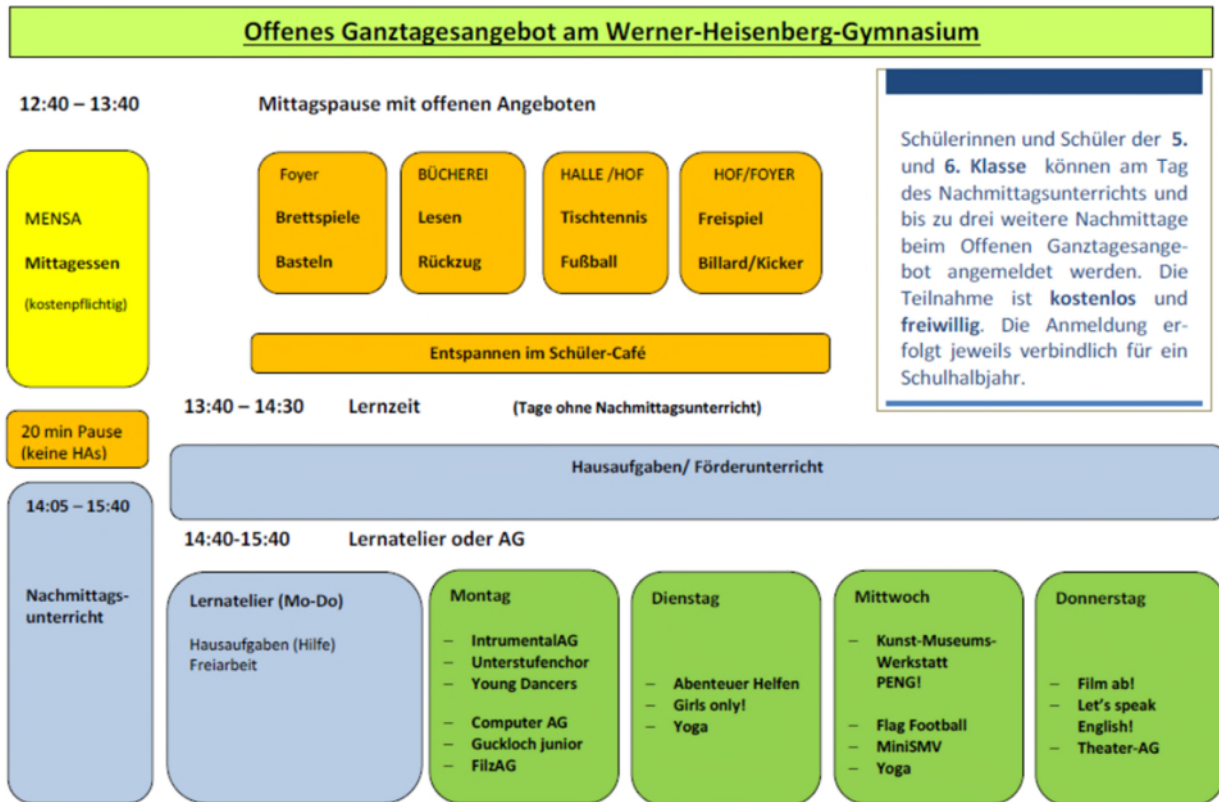 Offenes Ganztagesangebot am Werner-Heisenberg-Gymnasium
12:40 – 13:40
Mittagspause mit offenen Angeboten
MENSA
Mittagessen
(kostenpflichtig)
Foyer
Brettspiele
Basteln
BÜCHEREI
Lesen
Rückzug
HALLE /HOF
Tischtennis
Fußball
HOF/FOYER
Freispiel
Billard/Kicker
Entspannen im Schüler-Café
Schülerinnen und Schüler der 5.
und 6. Klasse können am Tag
des Nachmittagsunterrichts und
bis zu drei weitere Nachmittage
beim Offenen Ganztagesange-
bot angemeldet werden. Die
Teilnahme ist kostenlos und
freiwillig. Die Anmeldung er-
folgt jeweils verbindlich für ein
Schulhalbjahr.
13:40 – 14:30 Lernzeit (Tage ohne Nachmittagsunterricht)
20 min Pause
(keine HAs)
Hausaufgaben/ Förderunterricht
14:05 – 15:40
Nachmittags-
unterricht
14:40-15:40 Lernatelier oder AG
Lernatelier (Mo-Do)
Hausaufgaben (Hilfe)
Freiarbeit
Montag
– IntrumentalAG
– Unterstufenchor
– Young Dancers
– Computer AG
– Guckloch junior
– FilzAG
Dienstag
– Abenteuer Helfen
– Girls only!
– Yoga
Mittwoch
– Kunst-Museums-
Werkstatt
PENG!
– Flag Football
– MiniSMV
– Yoga
Donnerstag
– Film ab!
– Let's speak
English!
– Theater-AG